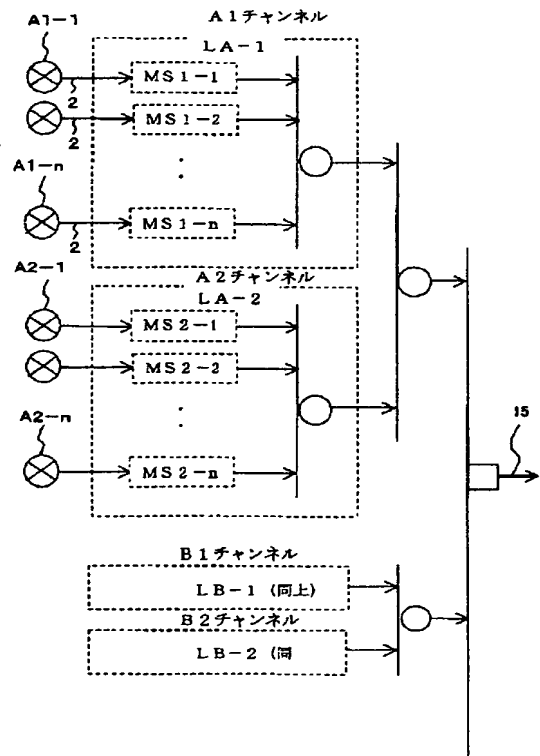 A1チャンネル
A1-1
LA-1
MS1-1
2
MS1-2
2
:
A1-n
MS1-n
2
A2チャンネル
A2-1
LA-2
MS2-1
MS2-2
:
A2-n
MS2-n
15
B1チャンネル
LB-1 (同上)
B2チャンネル
LB-2 (同